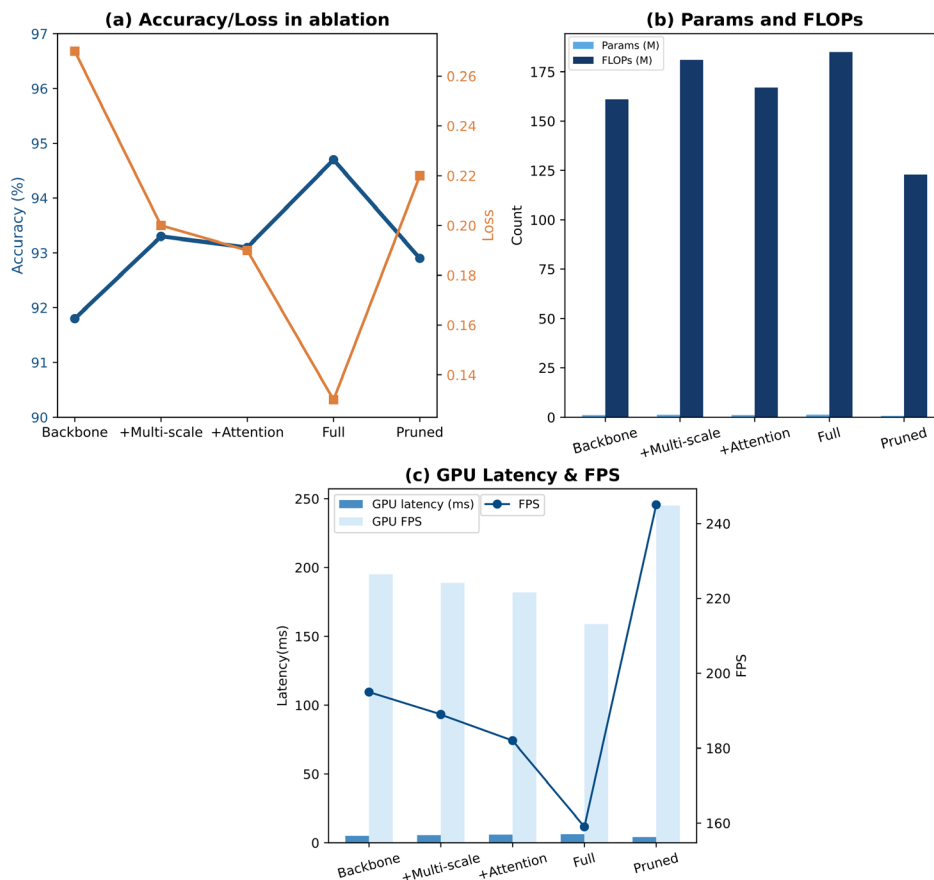 (a) Accuracy/Loss in ablation
97
96
95
94
93
92
91
90
Accuracy (%)
0.26
0.24
0.22
0.20
0.18
0.16
0.14
Loss
Backbone +Multi-scale +Attention Full Pruned
(b) Params and FLOPs
Params (M)
FLOPs (M)
175
150
125
100
75
50
25
0
Count
Backbone +Multi-scale +Attention Full Pruned
(c) GPU Latency & FPS
GPU latency (ms)
GPU FPS
FPS
250
200
150
100
50
0
Latency(ms)
240
220
200
180
160
FPS
Backbone +Multi-scale +Attention Full Pruned